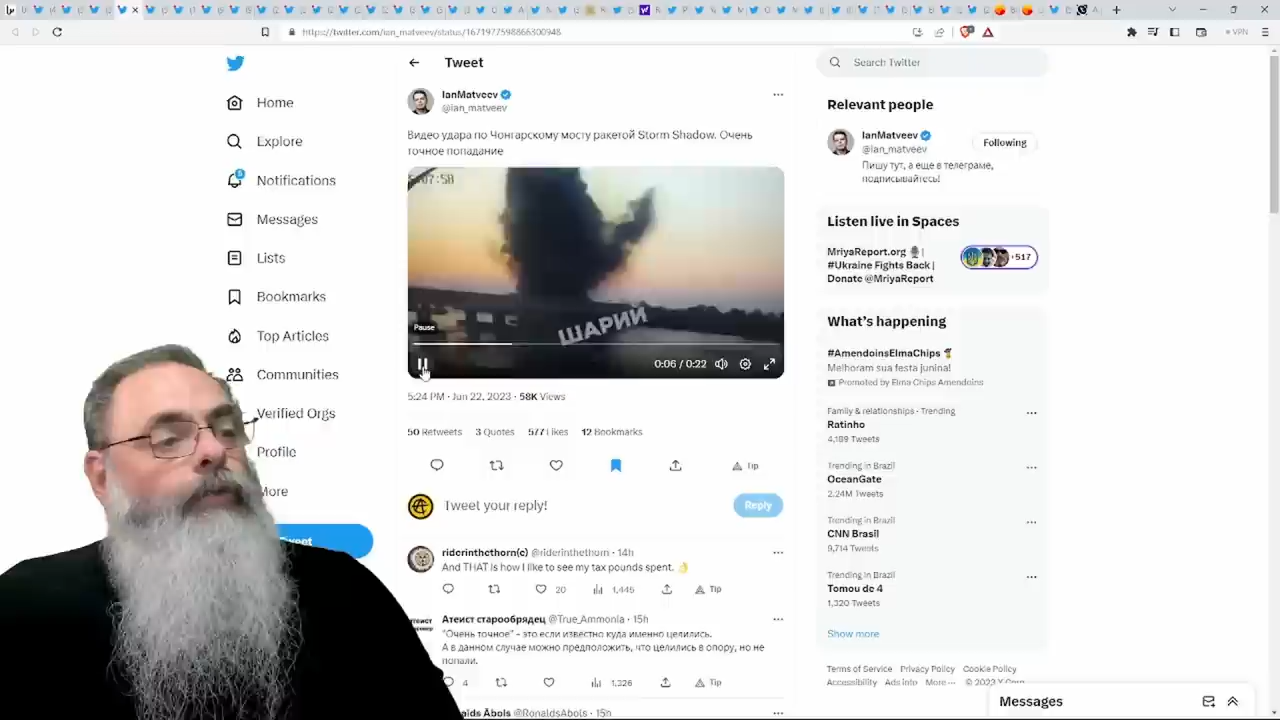 https://twitter.com/ian_matveev/status/1671977598866300948
VPN
Home
Explore
5
Notifications
Messages
Lists
Bookmarks
Top Articles
Communities
Verified Orgs
Profile
More
Tweet
IanMatveev
@ian_matveev
Видео удара по Чонгарскому мосту ракетой Storm Shadow. Очень
точное попадание
07:50
ШАРИЙ
Pause
0:06 / 0:22
5:24 PM · Jun 22, 2023 · 58K Views
50 Retweets 3 Quotes 577 Likes 12 Bookmarks
Tip
Tweet your reply!
Reply
riderinthethorn(e) @riderinthethorn · 14h
And THAT is how I like to see my tax pounds spent. 👌
20 1,445 Tip
Атеист старообрядец @True_Ammonia · 15h
"Очень точное" - это если известно куда именно целились.
А в данном случае можно предположить, что целились в опору, но не
попали.
4 1,326 Tip
Abols @RonaldsAbols · 15h
Search Twitter
Relevant people
IanMatveev
@ian_matveev
Following
Пишу тут, а еще в телеграме,
подписывайтесь!
Listen live in Spaces
MriyaReport.org 🎙️ |
#Ukraine Fights Back |
Donate @MriyaReport
+517
What's happening
#AmendoinsElmaChips
Melhoram sua festa junina!
Promoted by Elma Chips Amendoins
Family & relationships · Trending
Ratinho
4,189 Tweets
Trending in Brazil
OceanGate
2.24M Tweets
Trending in Brazil
CNN Brasil
9,714 Tweets
Trending in Brazil
Tomou de 4
1,320 Tweets
Show more
Terms of Service Privacy Policy Cookie Policy
Accessibility Ads info More ··· © 2023 X Corp.
Messages